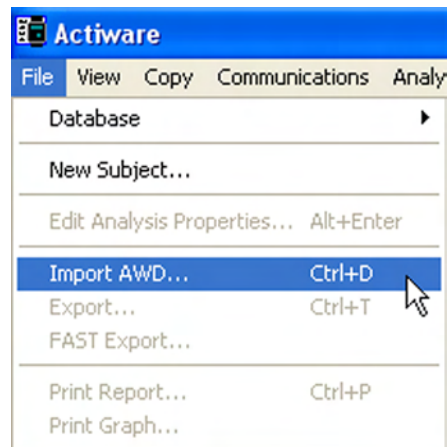 Actiware
File View Copy Communications Analy
Database
New Subject...
Edit Analysis Properties... Alt+Enter
Import AWD... Ctrl+D
Export... Ctrl+T
FAST Export...
Print Report... Ctrl+P
Print Graph...